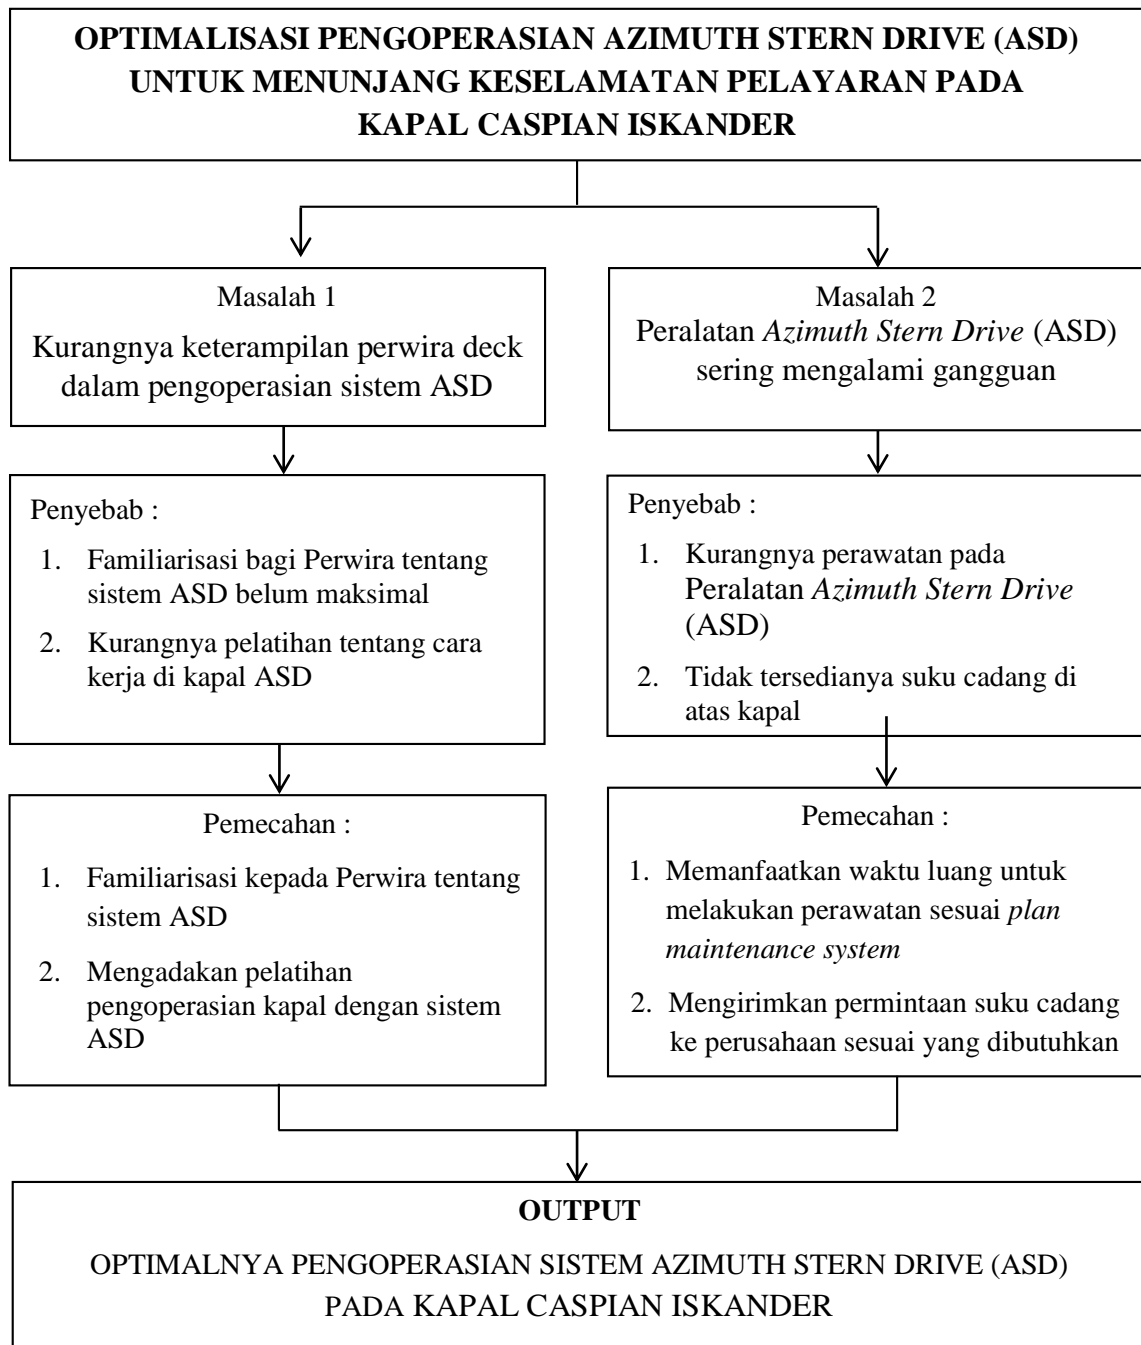 OPTIMALISASI PENGOPERASIAN AZIMUTH STERN DRIVE (ASD)
UNTUK MENUNJANG KESELAMATAN PELAYARAN PADA
KAPAL CASPIAN ISKANDER
Masalah 1
Kurangnya keterampilan perwira deck
dalam pengoperasian sistem ASD
Masalah 2
Peralatan Azimuth Stern Drive (ASD)
sering mengalami gangguan
Penyebab :
1. Familiarisasi bagi Perwira tentang
sistem ASD belum maksimal
2. Kurangnya pelatihan tentang cara
kerja di kapal ASD
Penyebab :
1. Kurangnya perawatan pada
Peralatan Azimuth Stern Drive
(ASD)
2. Tidak tersedianya suku cadang di
atas kapal
Pemecahan :
1. Familiarisasi kepada Perwira tentang
sistem ASD
2. Mengadakan pelatihan
pengoperasian kapal dengan sistem
ASD
Pemecahan :
1. Memanfaatkan waktu luang untuk
melakukan perawatan sesuai plan
maintenance system
2. Mengirimkan permintaan suku cadang
ke perusahaan sesuai yang dibutuhkan
OUTPUT
OPTIMALNYA PENGOPERASIAN SISTEM AZIMUTH STERN DRIVE (ASD)
PADA KAPAL CASPIAN ISKANDER